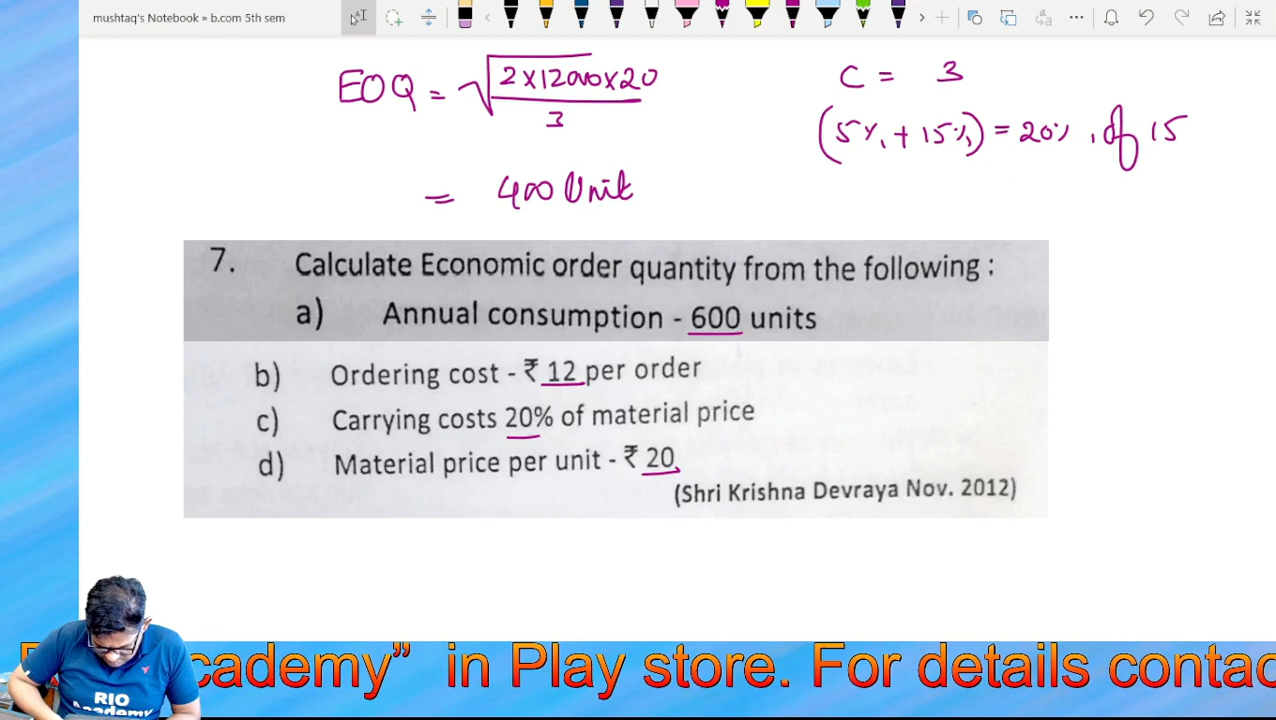 mushtaq's Notebook » b.com 5th sem
EOQ = √2×12000×20
3
= 400 Unit
C = 3
(5% + 15%) = 20% of 15
7. Calculate Economic order quantity from the following :
a) Annual consumption - 600 units
b) Ordering cost - ₹ 12 per order
c) Carrying costs 20% of material price
d) Material price per unit - ₹ 20
(Shri Krishna Devraya Nov. 2012)
RIO
Academy
cademy” in Play store. For details contac